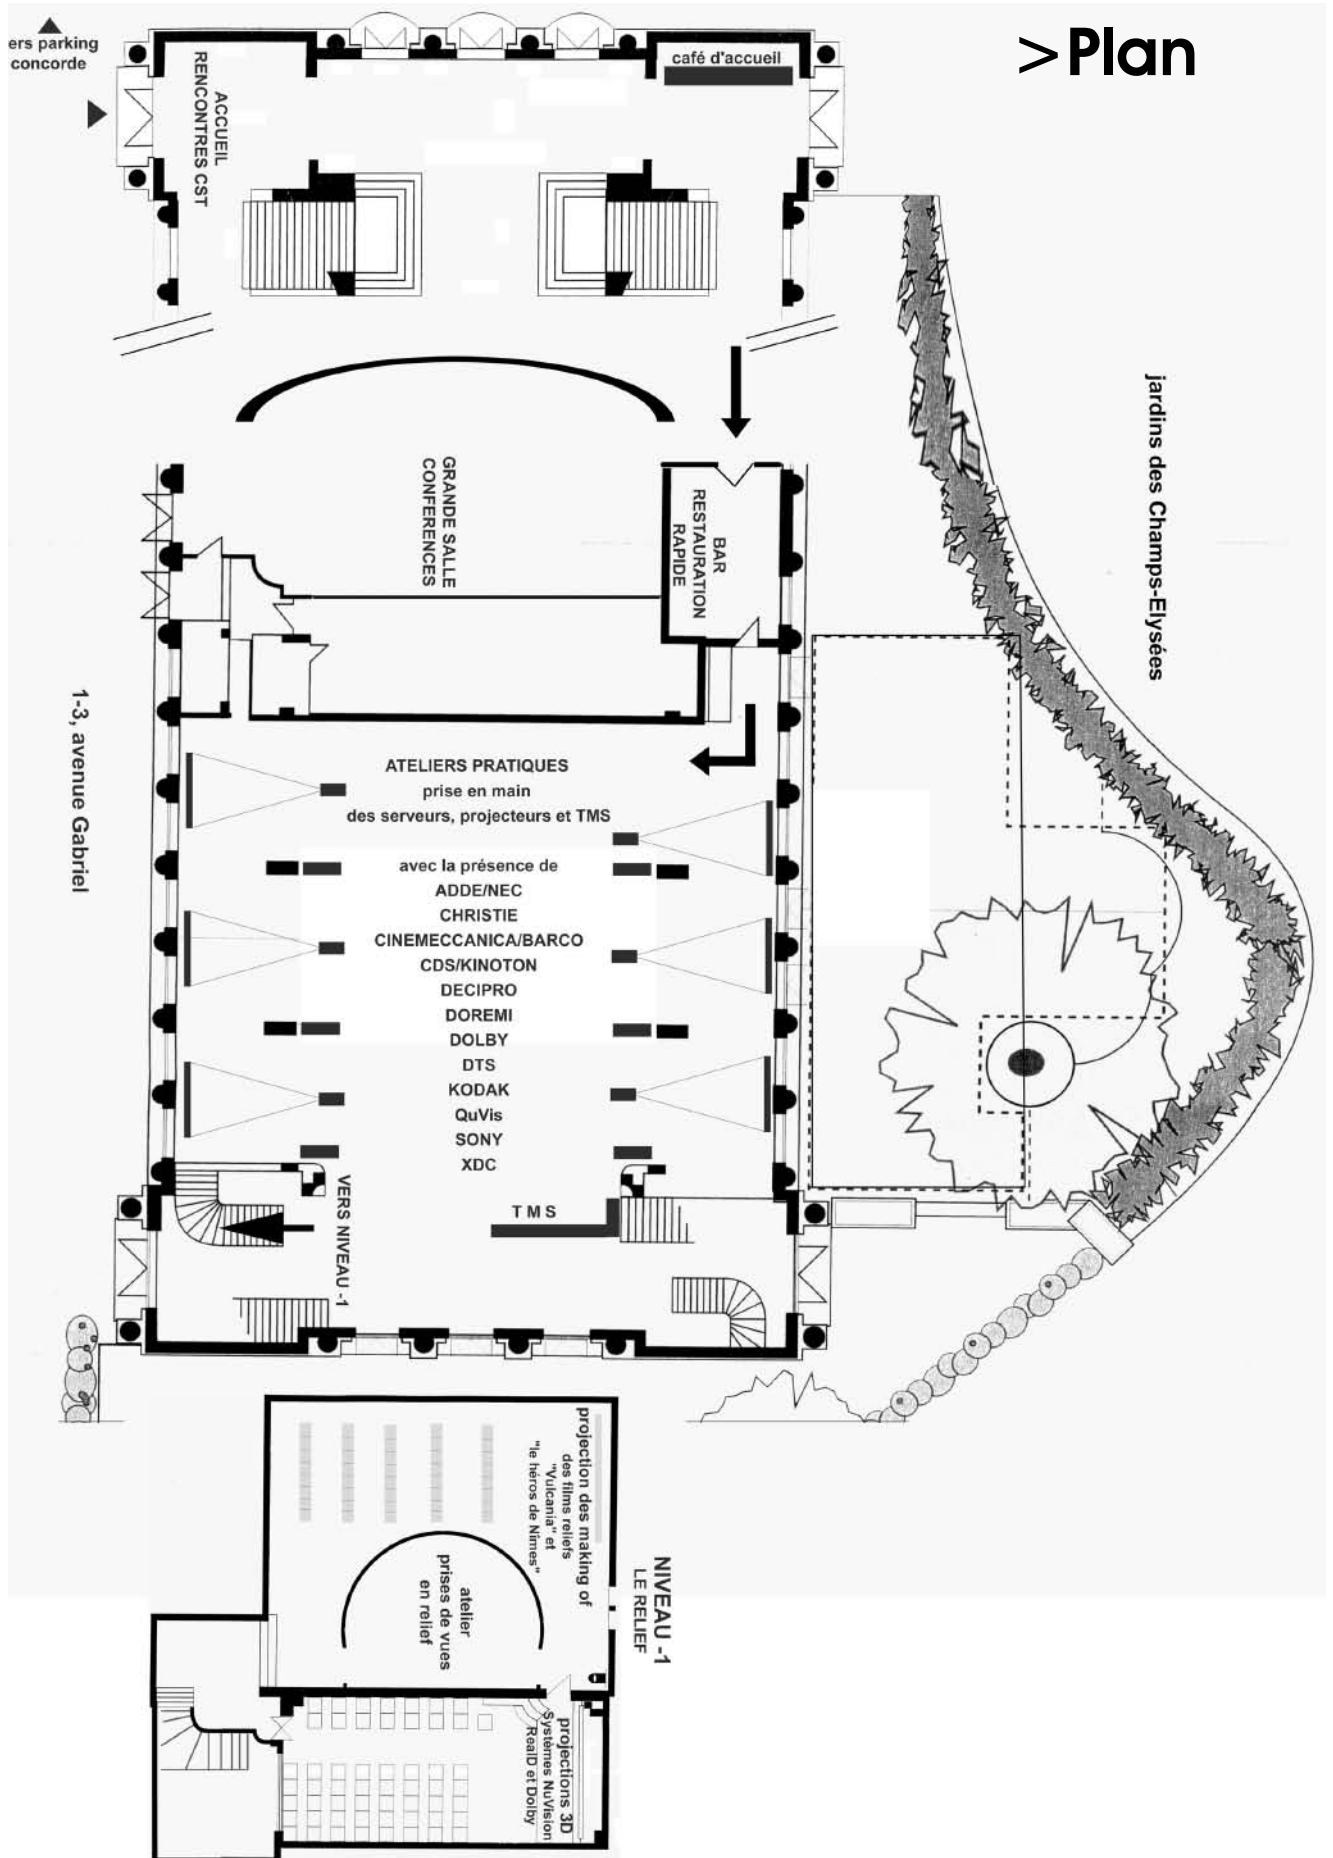 >Plan
ers parking
concorde
café d'accueil
ACCUEIL
RENCONTRES CST
jardins des Champs-Elysées
GRANDE SALLE
CONFERENCES
BAR
RESTAURATION
RAPIDE
1-3, avenue Gabriel
ATELIERS PRATIQUES
prise en main
des serveurs, projecteurs et TMS
avec la présence de
ADDE/NEC
CHRISTIE
CINEMECCANICA/BARCO
CDS/KINOTON
DECIPRO
DOREMI
DOLBY
DTS
KODAK
QuVis
SONY
XDC
VERS NIVEAU -1
TMS
projection des making of
des films reliefs
"Vulcania" et
"le héros de Nîmes"
NIVEAU -1
LE RELIEF
atelier
prises de vues
en relief
projections 3D
Systèmes NuVision
RealD et Dolby